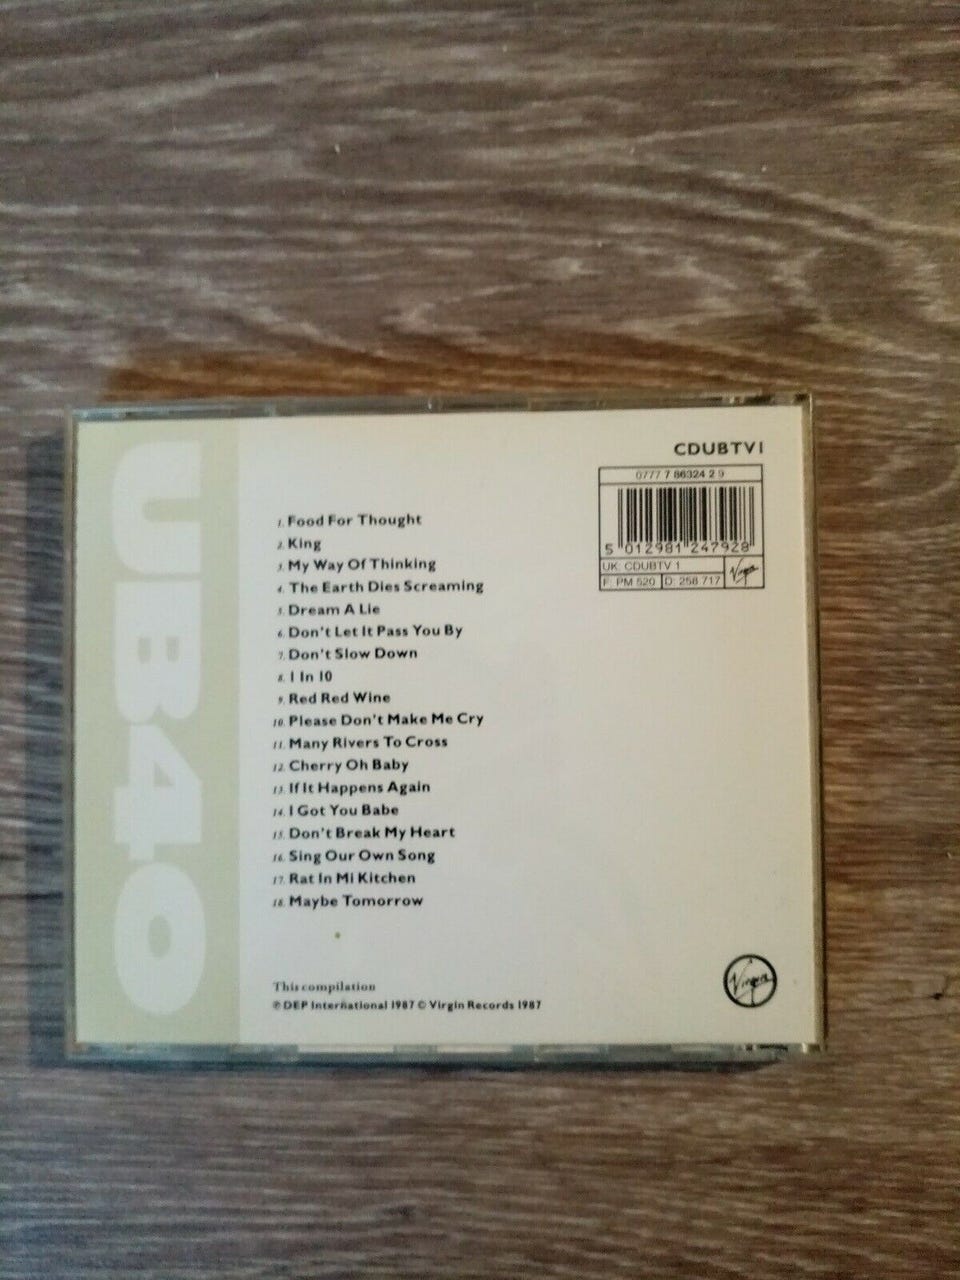 UB40
CDUBTV1
0777 7 86324 2 9
5 012981 247928
UK: CDUBTV 1
F: PM 520 D: 258 717
Virgin
1. Food For Thought
2. King
3. My Way Of Thinking
4. The Earth Dies Screaming
5. Dream A Lie
6. Don't Let It Pass You By
7. Don't Slow Down
8. 1 In 10
9. Red Red Wine
10. Please Don't Make Me Cry
11. Many Rivers To Cross
12. Cherry Oh Baby
13. If It Happens Again
14. I Got You Babe
15. Don't Break My Heart
16. Sing Our Own Song
17. Rat In Mi Kitchen
18. Maybe Tomorrow
This compilation
℗ DEP International 1987 © Virgin Records 1987
Virgin